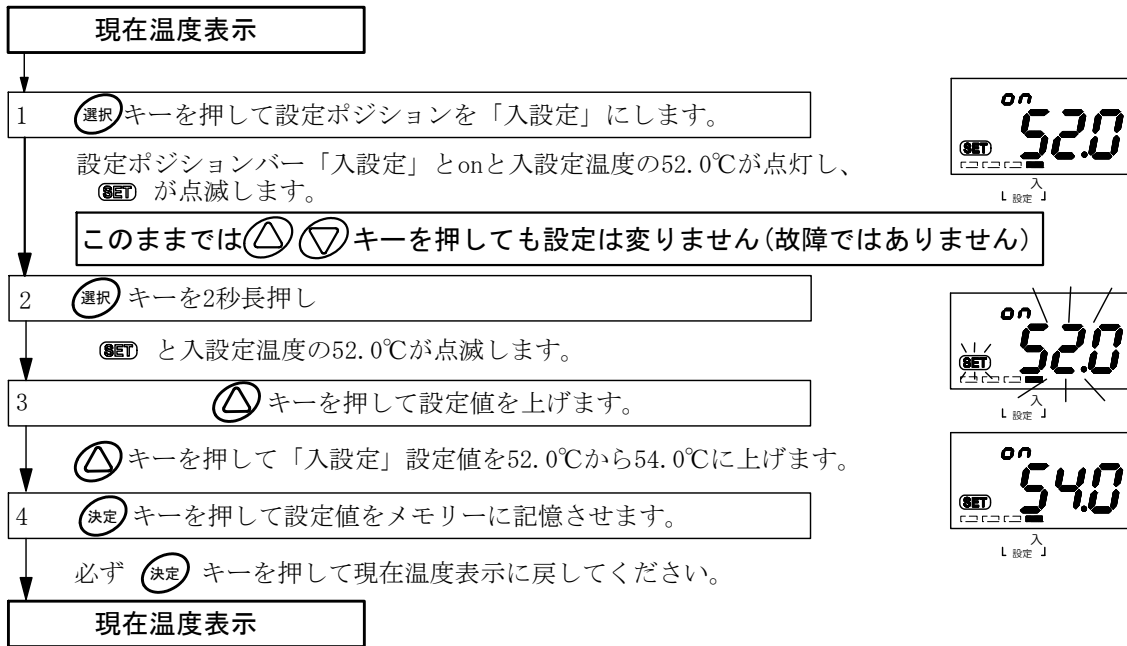 現在温度表示
1 選択キーを押して設定ポジションを「入設定」にします。
設定ポジションバー「入設定」とonと入設定温度の52.0℃が点灯し、
SET が点滅します。
このままでは△▽キーを押しても設定は変りません(故障ではありません)
2 選択キーを2秒長押し
SET と入設定温度の52.0℃が点滅します。
3 △キーを押して設定値を上げます。
△キーを押して「入設定」設定値を52.0℃から54.0℃に上げます。
4 決定キーを押して設定値をメモリーに記憶させます。
必ず 決定 キーを押して現在温度表示に戻してください。
現在温度表示
on
SET 52.0
入
設定
on
SET 52.0
入
設定
on
SET 54.0
入
設定